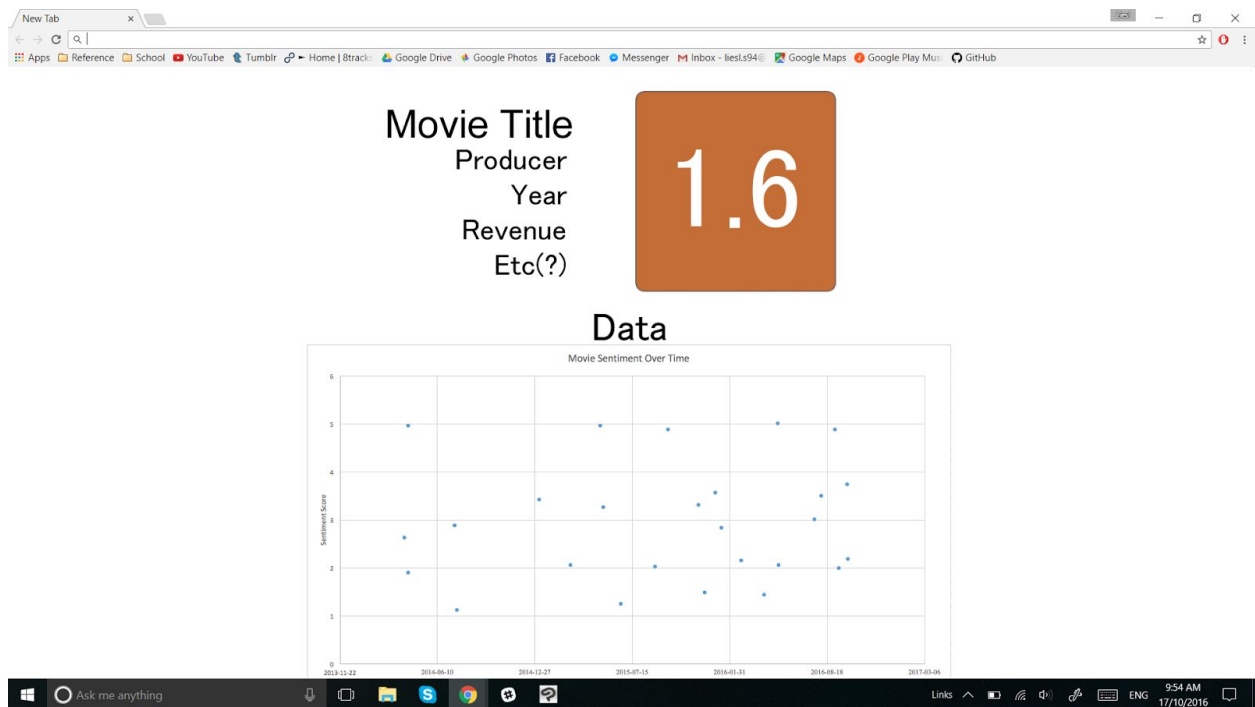 New Tab
Liesl
Apps Reference School YouTube Tumblr Home | 8tracks Google Drive Google Photos Facebook Messenger Inbox - liesl.s94@ Google Maps Google Play Mus GitHub
Movie Title
Producer
Year
Revenue
Etc(?)
1.6
Data
Movie Sentiment Over Time
Sentiment Score
6
5
4
3
2
1
0
2013-11-22 2014-06-10 2014-12-27 2015-07-15 2016-01-31 2016-08-18 2017-03-06
Ask me anything
Links ENG 9:54 AM
17/10/2016